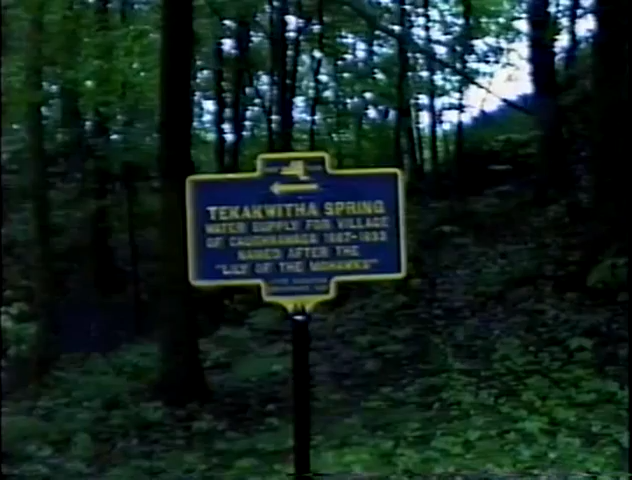 TEKAKWITHA SPRING
WATER SUPPLY FOR VILLAGE
OF CAUGHNAWAGA 1667-1693
NAMED AFTER THE
"LILY OF THE MOHAWKS"